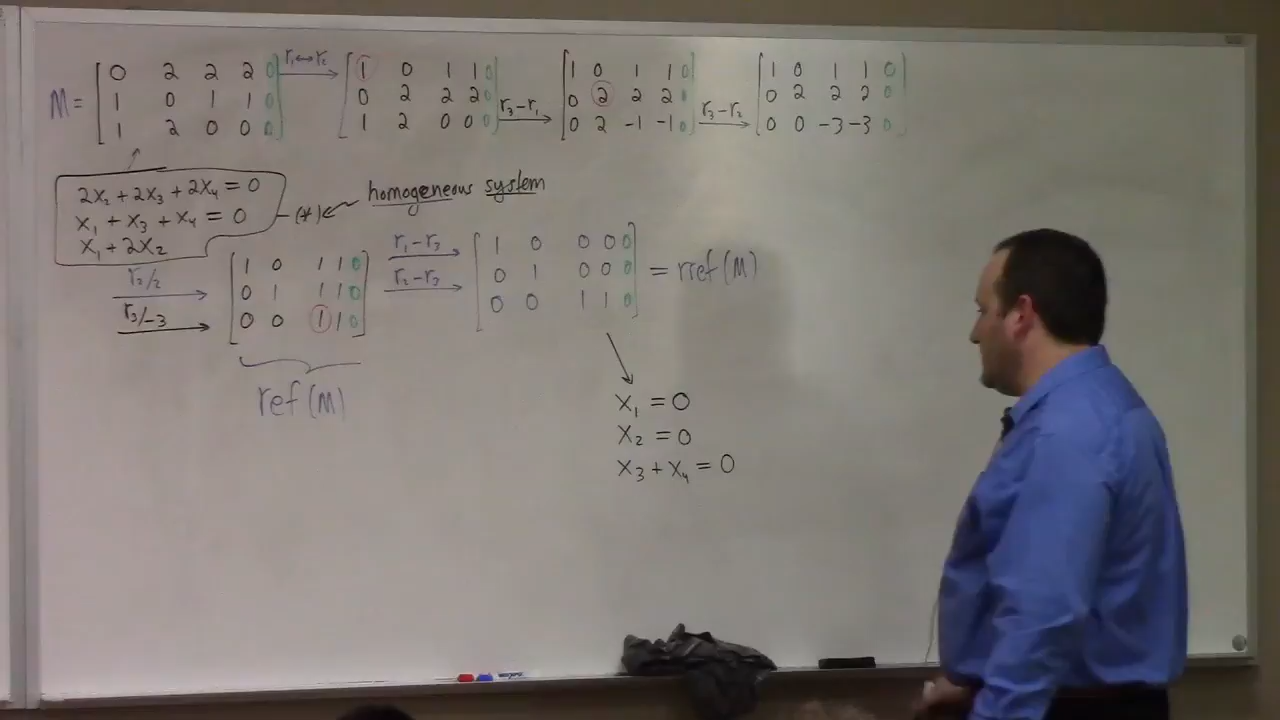 M = [ 0 2 2 2 0 r₁↔r₂ [ 1 0 1 1 0 [ 1 0 1 1 0 [ 1 0 1 1 0
1 0 1 1 0 0 2 2 2 0 r₃-r₁ 0 2 2 2 0 r₃-r₂ 0 2 2 2 0
1 2 0 0 0 ] 1 2 0 0 0 ] 0 2 -1 -1 0 ] 0 0 -3 -3 0 ]
2x₂ + 2x₃ + 2x₄ = 0
x₁ + x₃ + x₄ = 0 (*) homogeneous system
x₁ + 2x₂
r₂/2 [ 1 0 1 1 0 r₁-r₃ [ 1 0 0 0 0
r₃/-3 0 1 1 1 0 r₂-r₃ 0 1 0 0 0 = rref(M)
0 0 1 1 0 ] 0 0 1 1 0 ]
ref(M)
x₁ = 0
x₂ = 0
x₃ + x₄ = 0